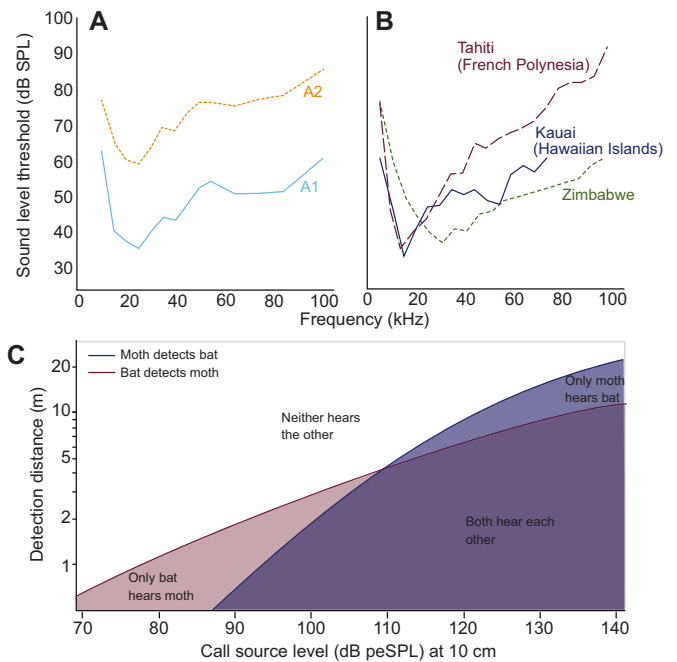 A
B
Sound level threshold (dB SPL)
100
90
80
70
60
50
40
30
A2
A1
0
20
40
60
80
100
Tahiti
(French Polynesia)
Kauai
(Hawaiian Islands)
Zimbabwe
0
20
40
60
80
100
Frequency (kHz)
C
Detection distance (m)
20
10
5
2
1
Moth detects bat
Bat detects moth
Neither hears
the other
Only moth
hears bat
Both hear each
other
Only bat
hears moth
70
80
90
100
110
120
130
140
Call source level (dB peSPL) at 10 cm